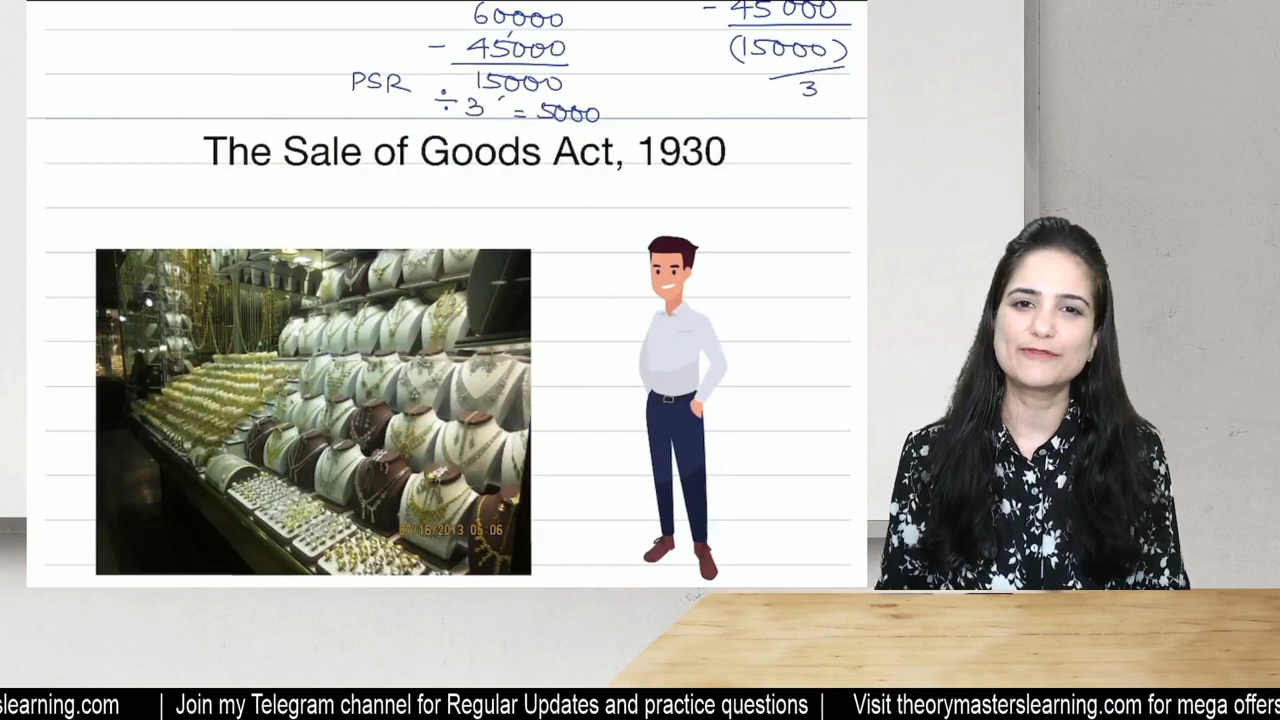 60000
- 45000
- 45000
(15000)
PSR 15000
3
÷ 3 = 5000
The Sale of Goods Act, 1930
07/16/2013 05:06
slearning.com | Join my Telegram channel for Regular Updates and practice questions | Visit theorymasterslearning.com for mega offers